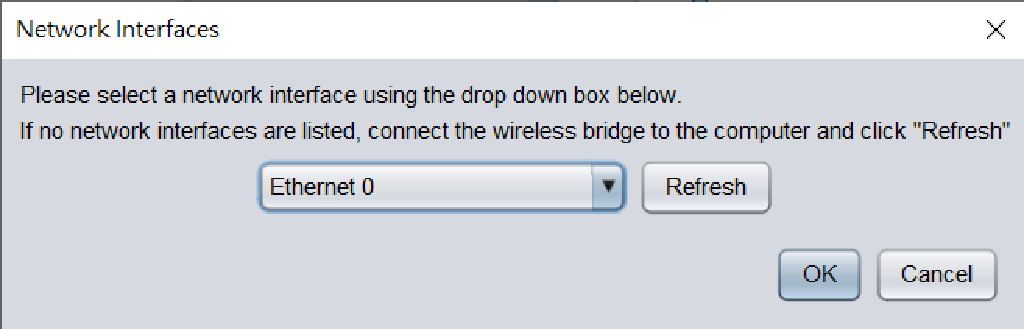 Network Interfaces
Please select a network interface using the drop down box below.
If no network interfaces are listed, connect the wireless bridge to the computer and click "Refresh"
Ethernet 0
Refresh
OK
Cancel